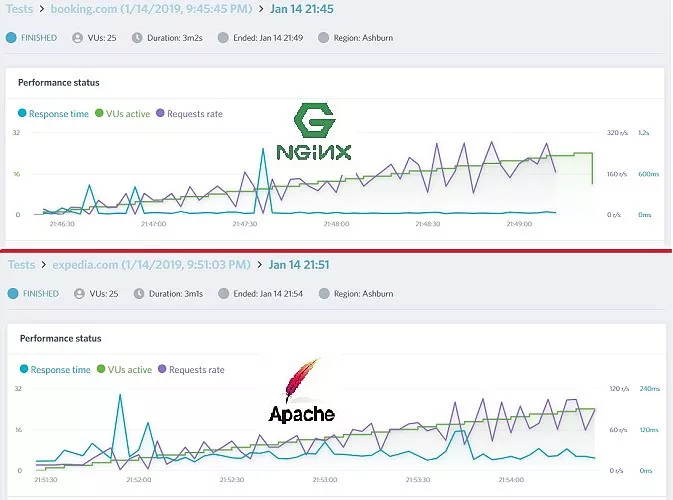 Tests > booking.com (1/14/2019, 9:45:45 PM) > Jan 14 21:45
FINISHED VUs: 25 Duration: 3m2s Ended: Jan 14 21:49 Region: Ashburn
Performance status
Response time VUs active Requests rate
NGiNX
32 320 r/s 1.2s
16 160 r/s 600ms
0 0 r/s 0ms
21:46:30 21:47:00 21:47:30 21:48:00 21:48:30 21:49:00
Tests > expedia.com (1/14/2019, 9:51:03 PM) > Jan 14 21:51
FINISHED VUs: 25 Duration: 3m1s Ended: Jan 14 21:54 Region: Ashburn
Performance status
Response time VUs active Requests rate
Apache
32 120 r/s 240ms
16 60 r/s 120ms
0 0 r/s 0ms
21:51:30 21:52:00 21:52:30 21:53:00 21:53:30 21:54:00